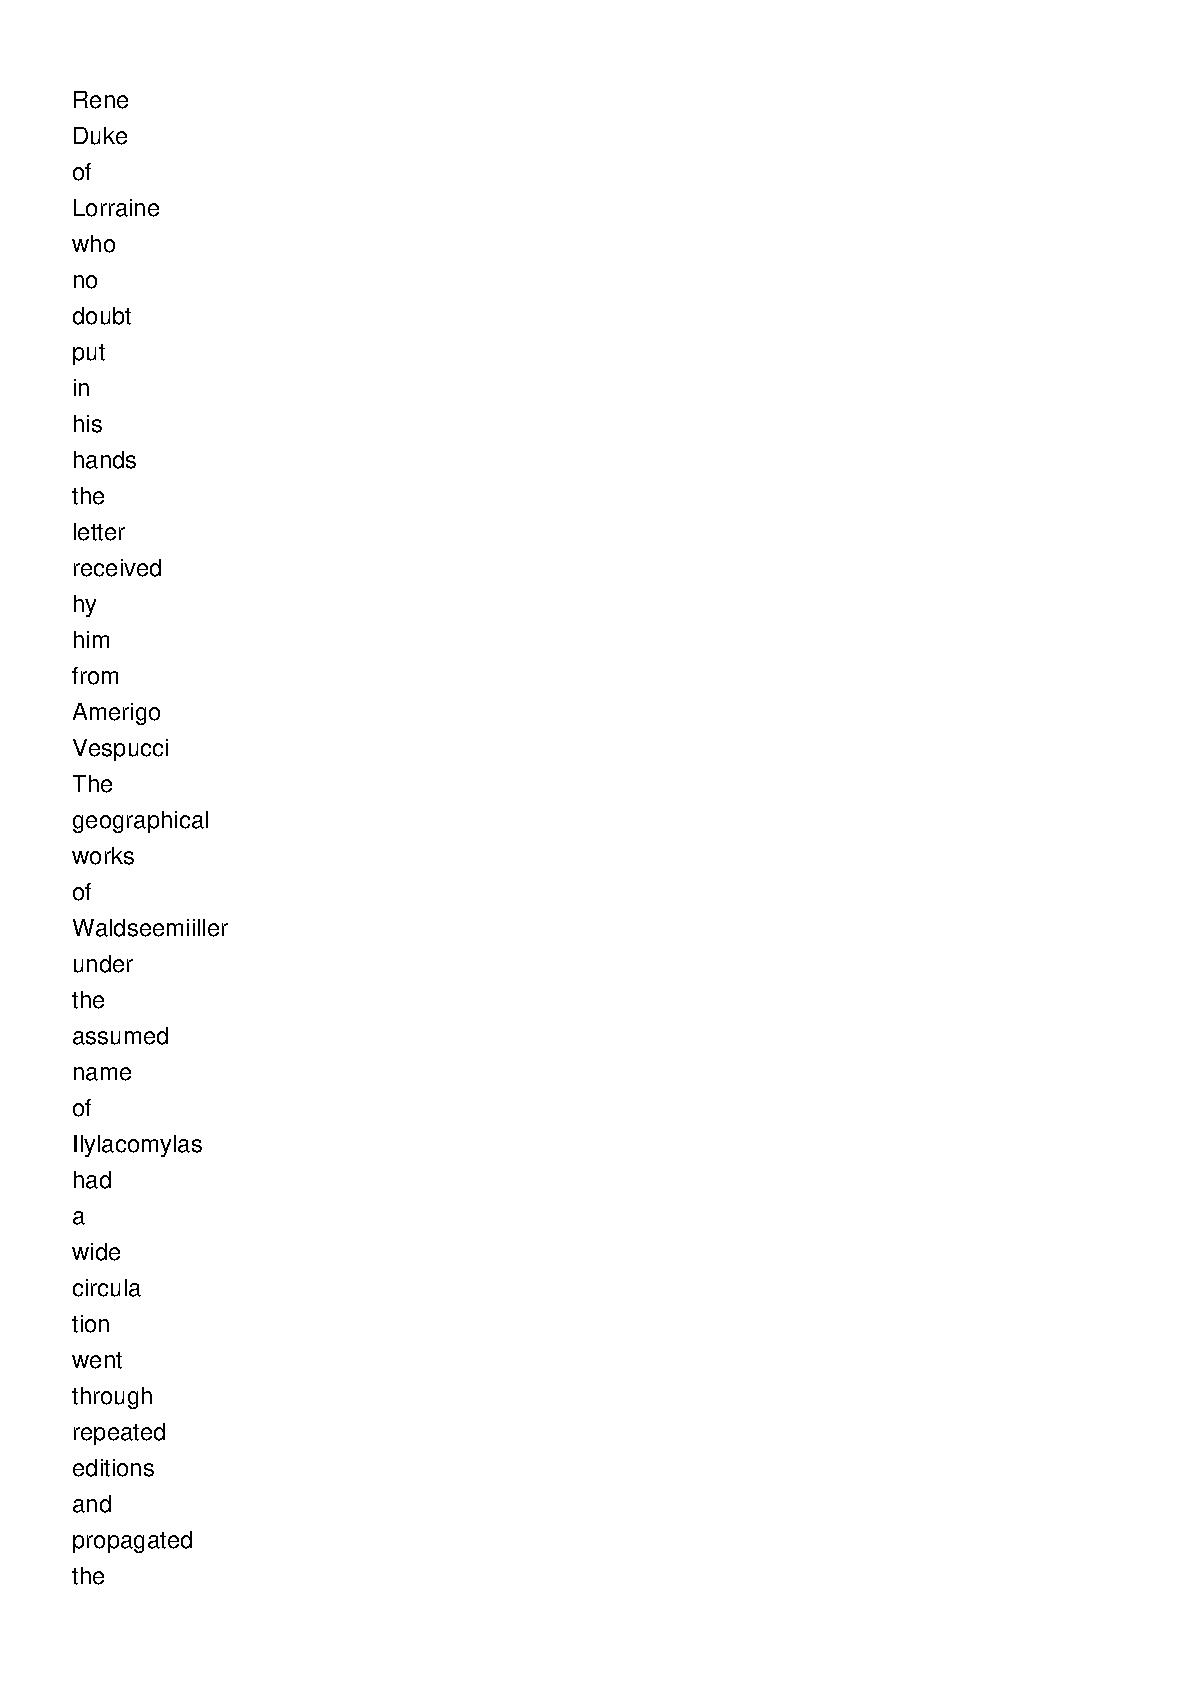 Rene
Duke
of
Lorraine
who
no
doubt
put
in
his
hands
the
letter
received
hy
him
from
Amerigo
Vespucci
The
geographical
works
of
Waldseemiiller
under
the
assumed
name
of
Ilylacomylas
had
a
wide
circula
tion
went
through
repeated
editions
and
propagated
the